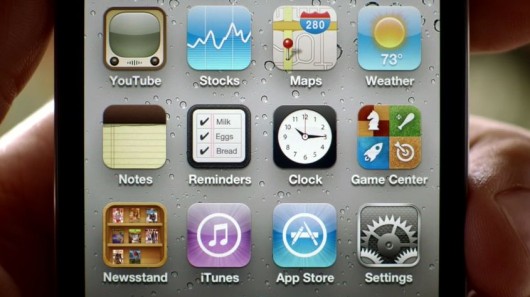 280
73°
YouTube
Stocks
Maps
Weather
Milk
Eggs
Bread
Notes
Reminders
Clock
Game Center
Newsstand
iTunes
App Store
Settings